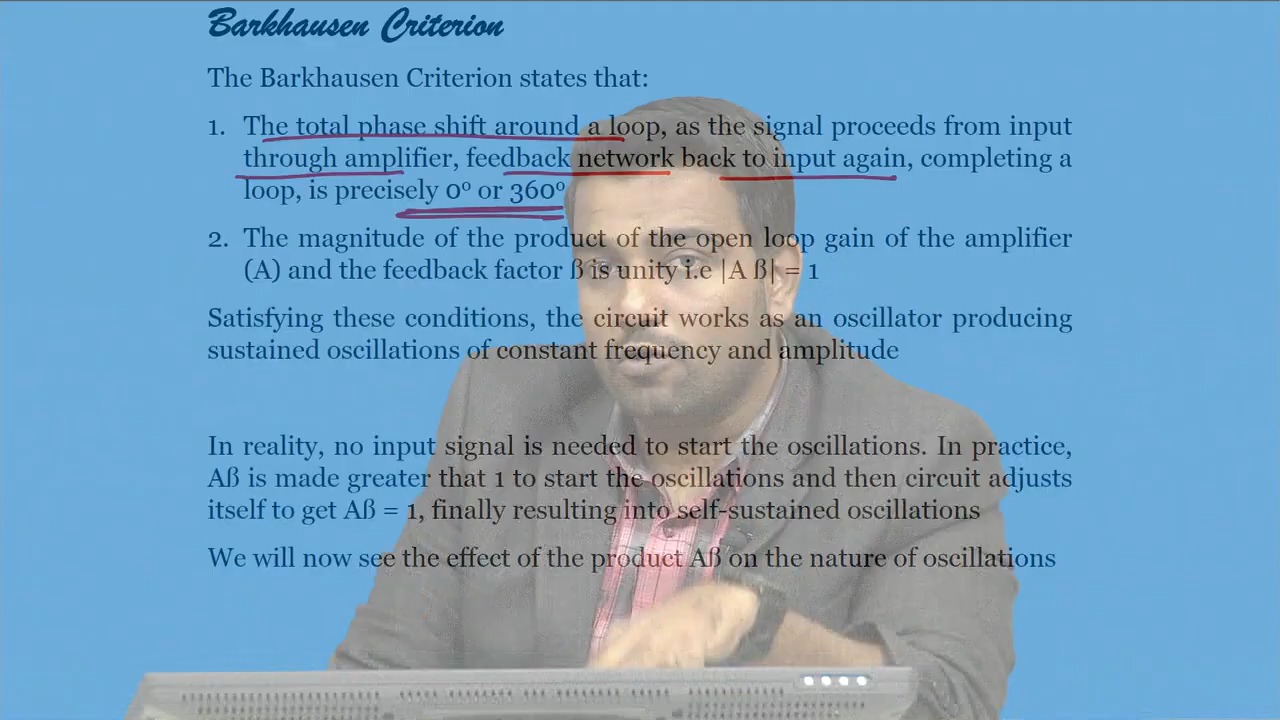 Barkhausen Criterion
The Barkhausen Criterion states that:
1. The total phase shift around a loop, as the signal proceeds from input
through amplifier, feedback network back to input again, completing a
loop, is precisely 0º or 360º
2. The magnitude of the product of the open loop gain of the amplifier
(A) and the feedback factor ß is unity i.e |A ß| = 1
Satisfying these conditions, the circuit works as an oscillator producing
sustained oscillations of constant frequency and amplitude
In reality, no input signal is needed to start the oscillations. In practice,
Aß is made greater that 1 to start the oscillations and then circuit adjusts
itself to get Aß = 1, finally resulting into self-sustained oscillations
We will now see the effect of the product Aß on the nature of oscillations